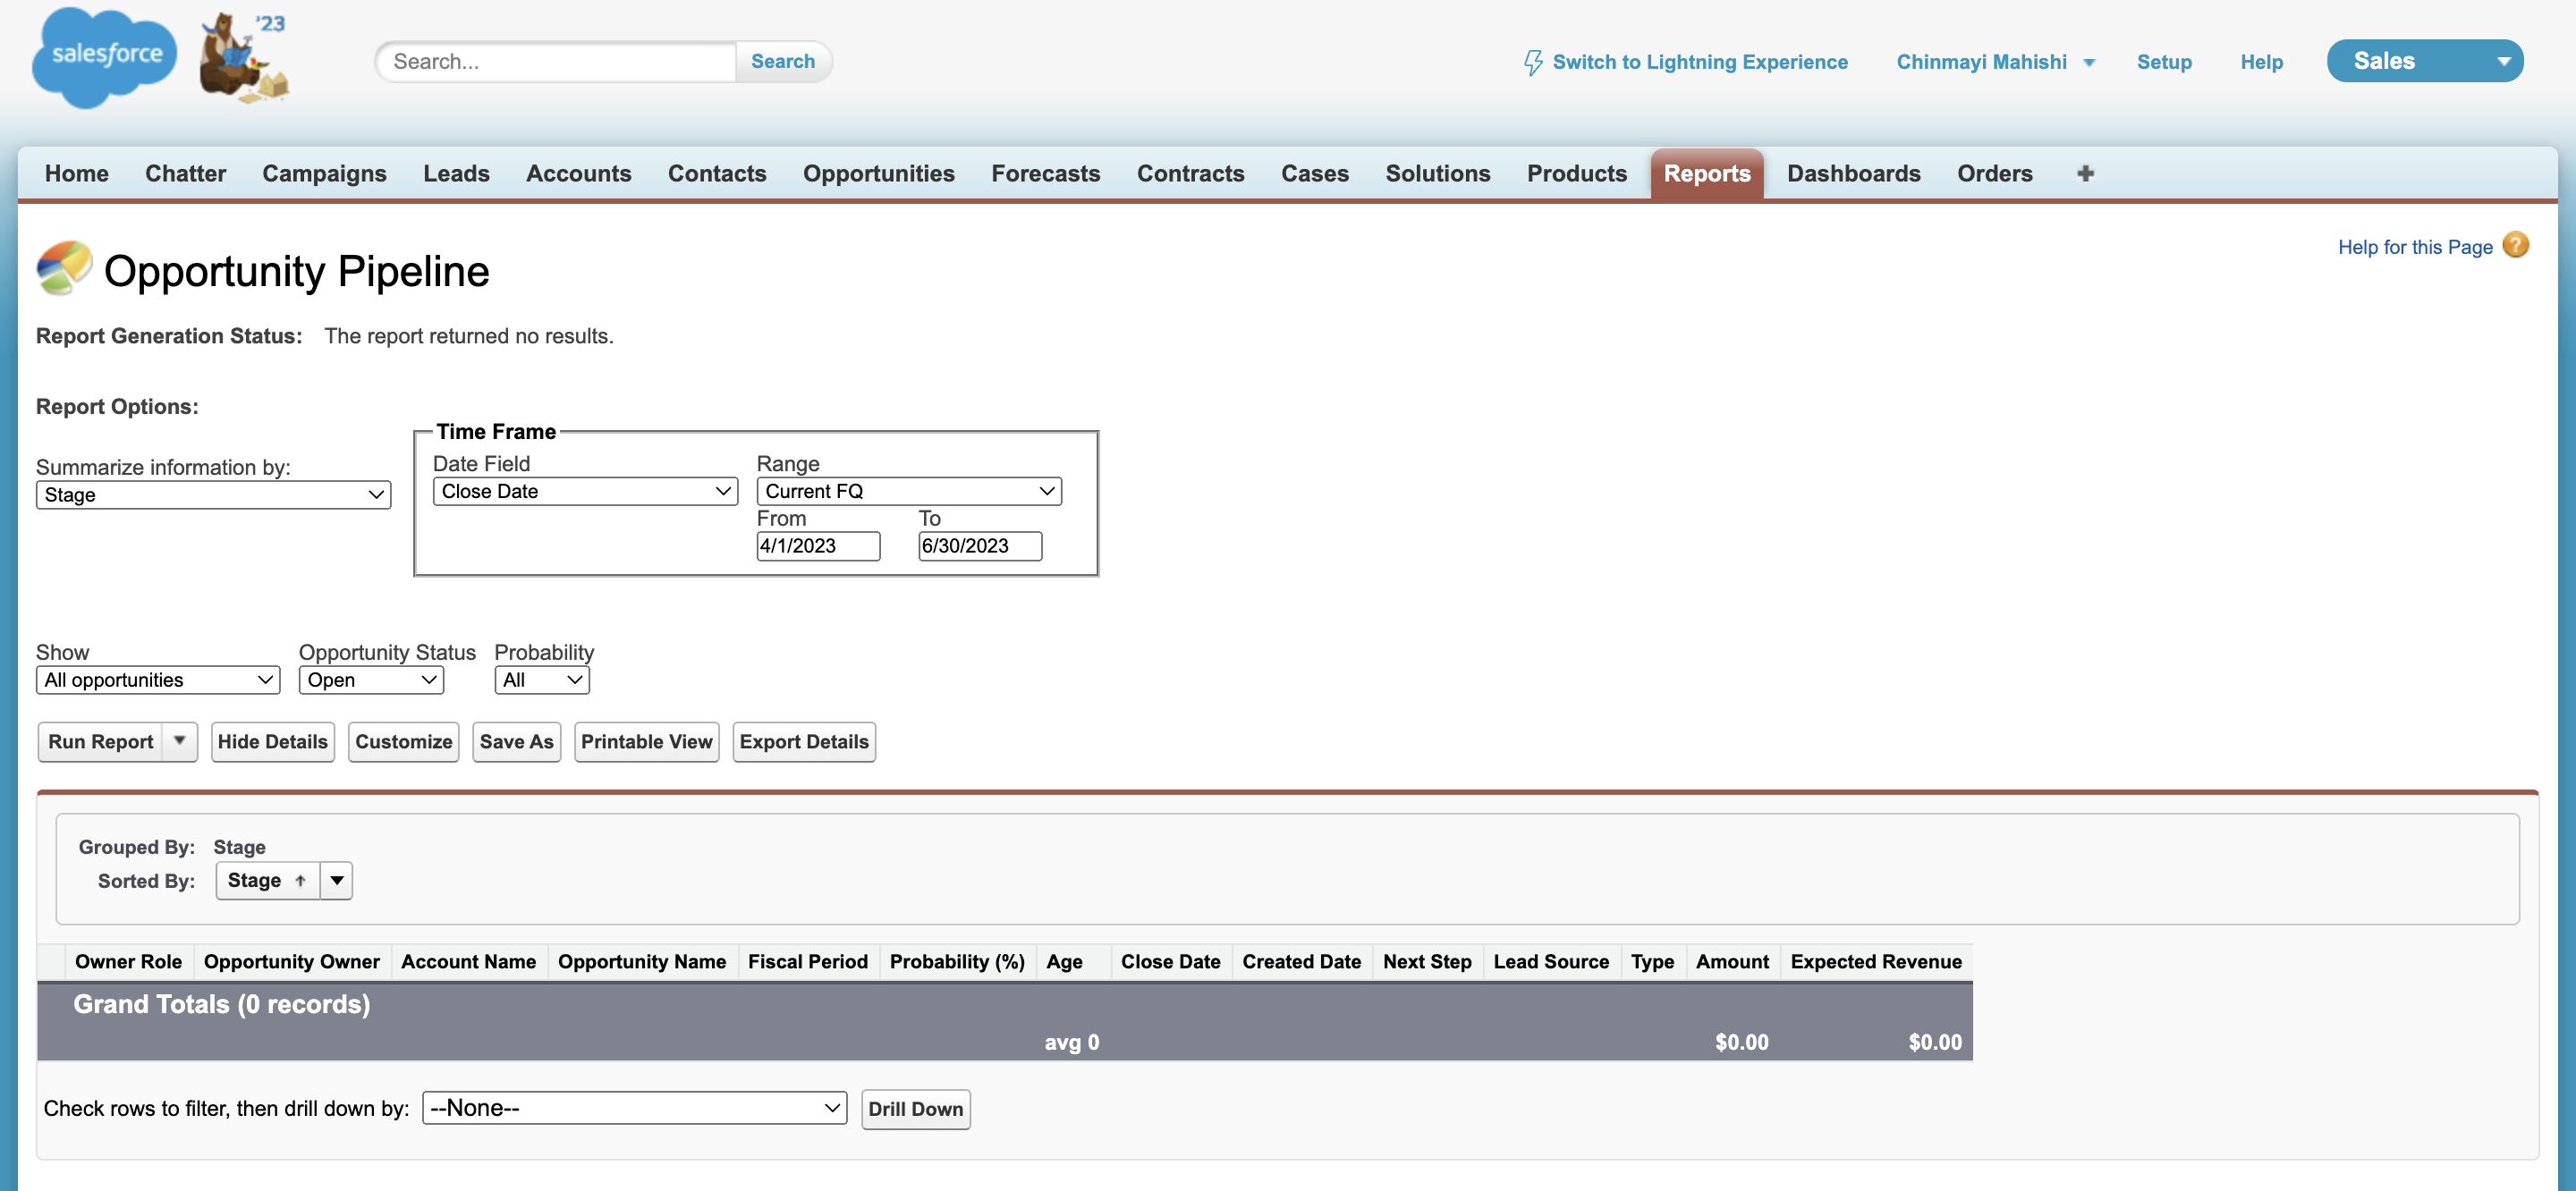 salesforce
'23
Search...
Search
Switch to Lightning Experience
Chinmayi Mahishi
Setup
Help
Sales
Home Chatter Campaigns Leads Accounts Contacts Opportunities Forecasts Contracts Cases Solutions Products Reports Dashboards Orders +
Opportunity Pipeline
Help for this Page ?
Report Generation Status: The report returned no results.
Report Options:
Summarize information by:
Stage
Time Frame
Date Field Range
Close Date Current FQ
From To
4/1/2023 6/30/2023
Show Opportunity Status Probability
All opportunities Open All
Run Report Hide Details Customize Save As Printable View Export Details
Grouped By: Stage
Sorted By: Stage ↑
Owner Role Opportunity Owner Account Name Opportunity Name Fiscal Period Probability (%) Age Close Date Created Date Next Step Lead Source Type Amount Expected Revenue
Grand Totals (0 records)
avg 0 $0.00 $0.00
Check rows to filter, then drill down by: --None-- Drill Down